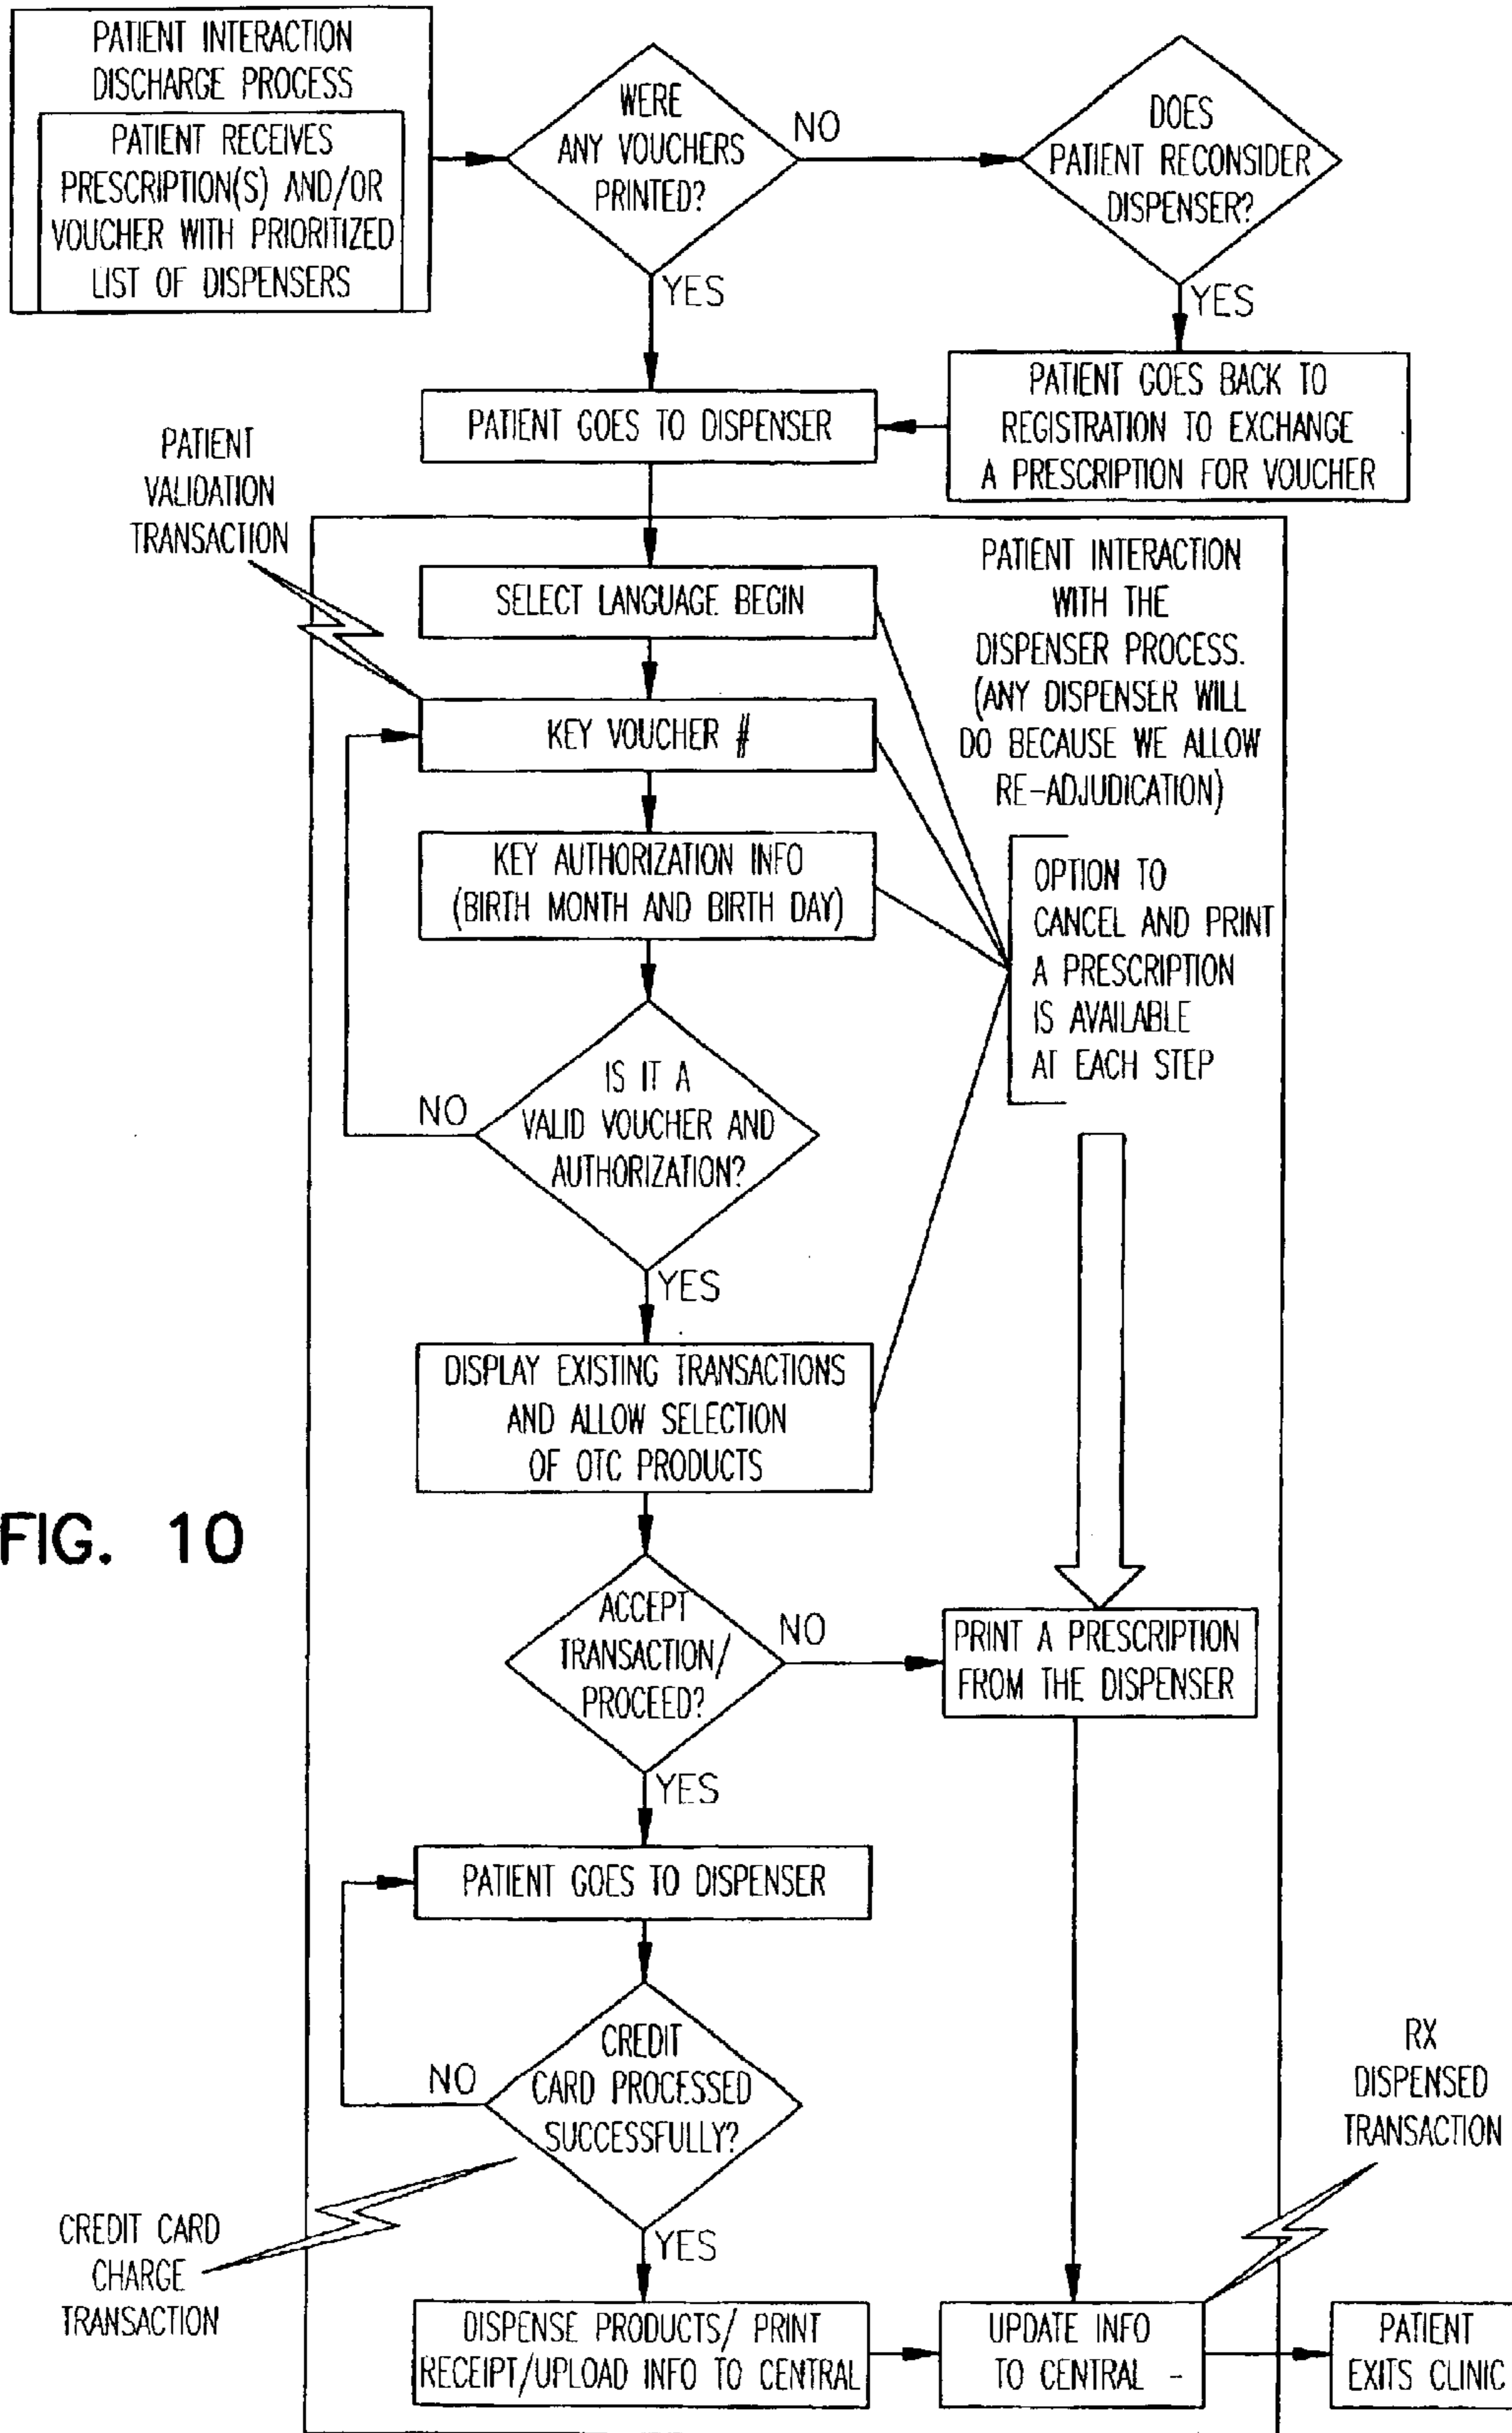 PATIENT INTERACTION
DISCHARGE PROCESS
PATIENT RECEIVES
PRESCRIPTION(S) AND/OR
VOUCHER WITH PRIORITIZED
LIST OF DISPENSERS
WERE
ANY VOUCHERS
PRINTED?
NO
DOES
PATIENT RECONSIDER
DISPENSER?
YES
YES
PATIENT GOES BACK TO
REGISTRATION TO EXCHANGE
A PRESCRIPTION FOR VOUCHER
PATIENT GOES TO DISPENSER
PATIENT
VALIDATION
TRANSACTION
SELECT LANGUAGE BEGIN
PATIENT INTERACTION
WITH THE
DISPENSER PROCESS.
(ANY DISPENSER WILL
DO BECAUSE WE ALLOW
RE-ADJUDICATION)
KEY VOUCHER #
KEY AUTHORIZATION INFO
(BIRTH MONTH AND BIRTH DAY)
OPTION TO
CANCEL AND PRINT
A PRESCRIPTION
IS AVAILABLE
AT EACH STEP
IS IT A
VALID VOUCHER AND
AUTHORIZATION?
NO
YES
DISPLAY EXISTING TRANSACTIONS
AND ALLOW SELECTION
OF OTC PRODUCTS
FIG. 10
ACCEPT
TRANSACTION/
PROCEED?
NO
PRINT A PRESCRIPTION
FROM THE DISPENSER
YES
PATIENT GOES TO DISPENSER
CREDIT
CARD PROCESSED
SUCCESSFULLY?
NO
YES
RX
DISPENSED
TRANSACTION
CREDIT CARD
CHARGE
TRANSACTION
DISPENSE PRODUCTS/ PRINT
RECEIPT/UPLOAD INFO TO CENTRAL
UPDATE INFO
TO CENTRAL -
PATIENT
EXITS CLINIC